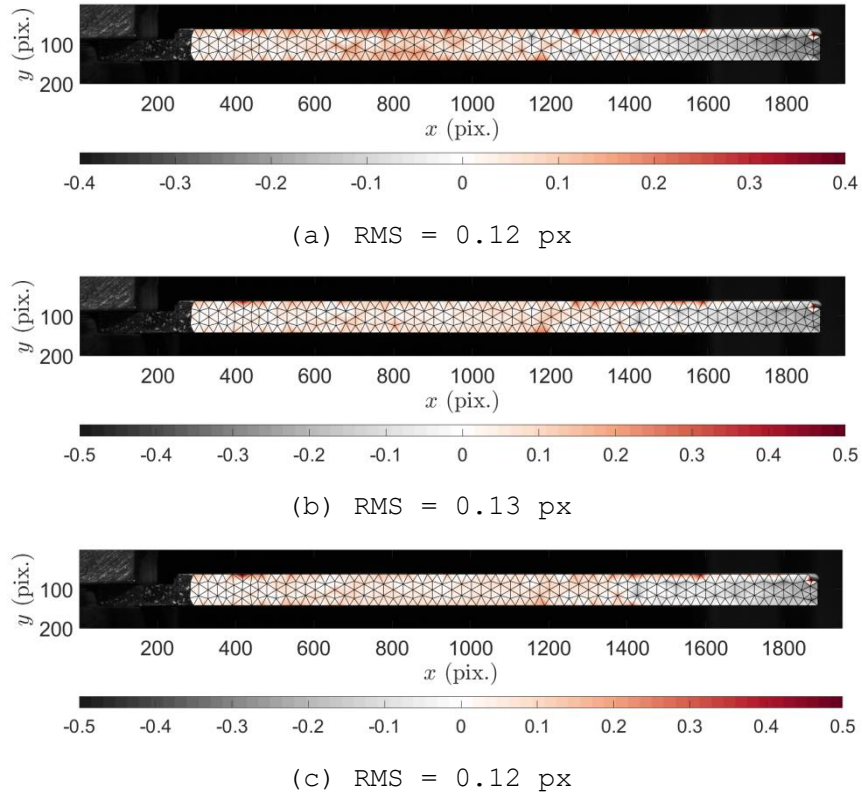 y (pix.)
100
200
200 400 600 800 1000 1200 1400 1600 1800
x (pix.)
-0.4 -0.3 -0.2 -0.1 0 0.1 0.2 0.3 0.4
(a) RMS = 0.12 px
y (pix.)
100
200
200 400 600 800 1000 1200 1400 1600 1800
x (pix.)
-0.5 -0.4 -0.3 -0.2 -0.1 0 0.1 0.2 0.3 0.4 0.5
(b) RMS = 0.13 px
y (pix.)
100
200
200 400 600 800 1000 1200 1400 1600 1800
x (pix.)
-0.5 -0.4 -0.3 -0.2 -0.1 0 0.1 0.2 0.3 0.4 0.5
(c) RMS = 0.12 px